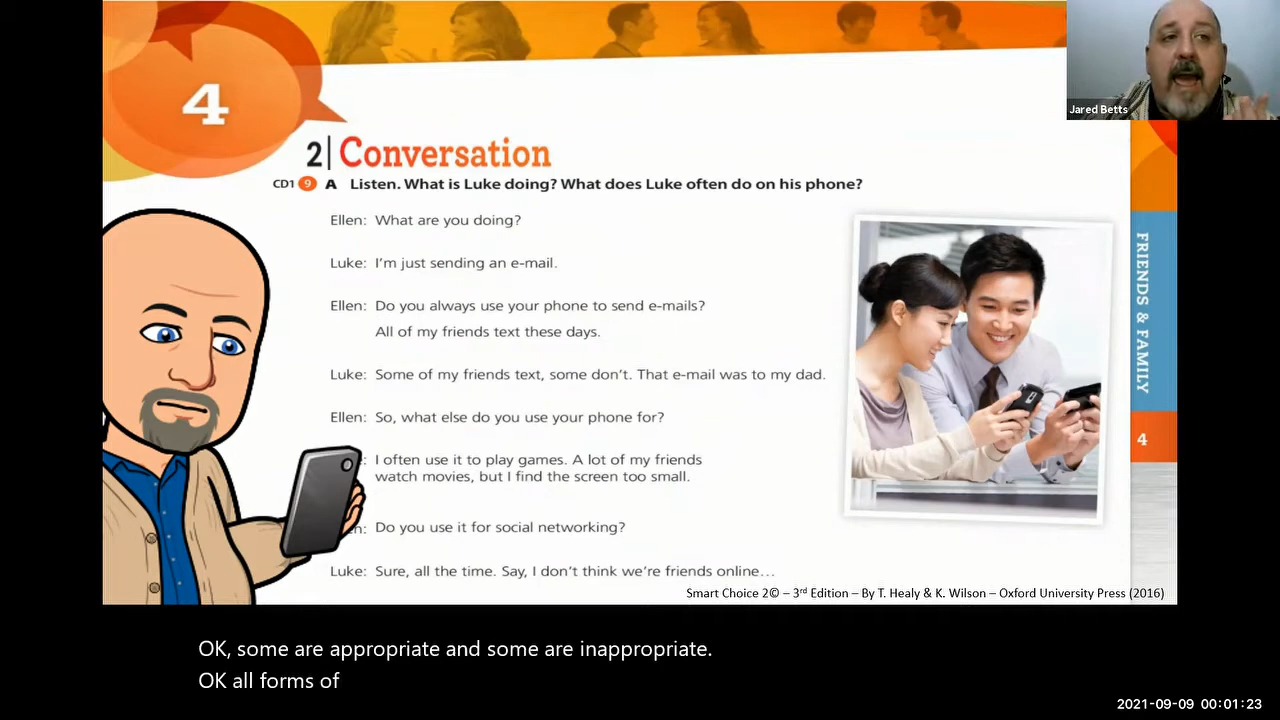 4
Jared Betts
2| Conversation
CD1 9 A Listen. What is Luke doing? What does Luke often do on his phone?
Ellen: What are you doing?
Luke: I'm just sending an e-mail.
Ellen: Do you always use your phone to send e-mails?
All of my friends text these days.
Luke: Some of my friends text, some don't. That e-mail was to my dad.
Ellen: So, what else do you use your phone for?
: I often use it to play games. A lot of my friends
watch movies, but I find the screen too small.
n: Do you use it for social networking?
Luke: Sure, all the time. Say, I don't think we're friends online...
FRIENDS & FAMILY
4
Smart Choice 2© – 3rd Edition – By T. Healy & K. Wilson – Oxford University Press (2016)
OK, some are appropriate and some are inappropriate.
OK all forms of
2021-09-09 00:01:23